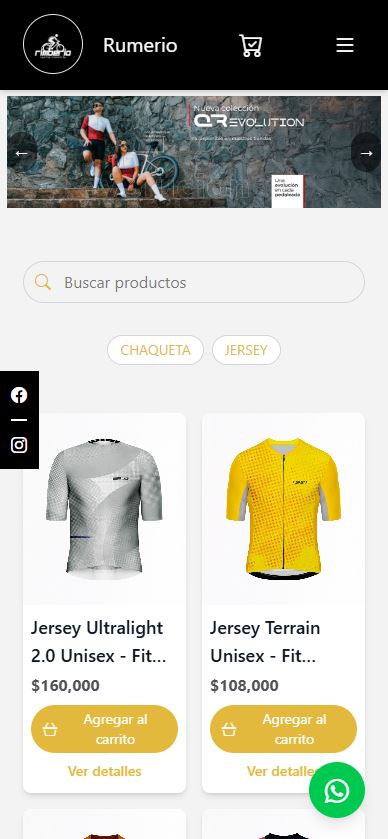 RUMERIO
Rumerio
Nueva colección
QREVOLUTION
Ya disponible en nuestras tiendas
←
→
Una
evolución
en cada
pedaleada
Buscar productos
CHAQUETA
JERSEY
Jersey Ultralight
2.0 Unisex - Fit...
$160,000
Agregar al
carrito
Ver detalles
Jersey Terrain
Unisex - Fit...
$108,000
Agregar al
carrito
Ver detalles